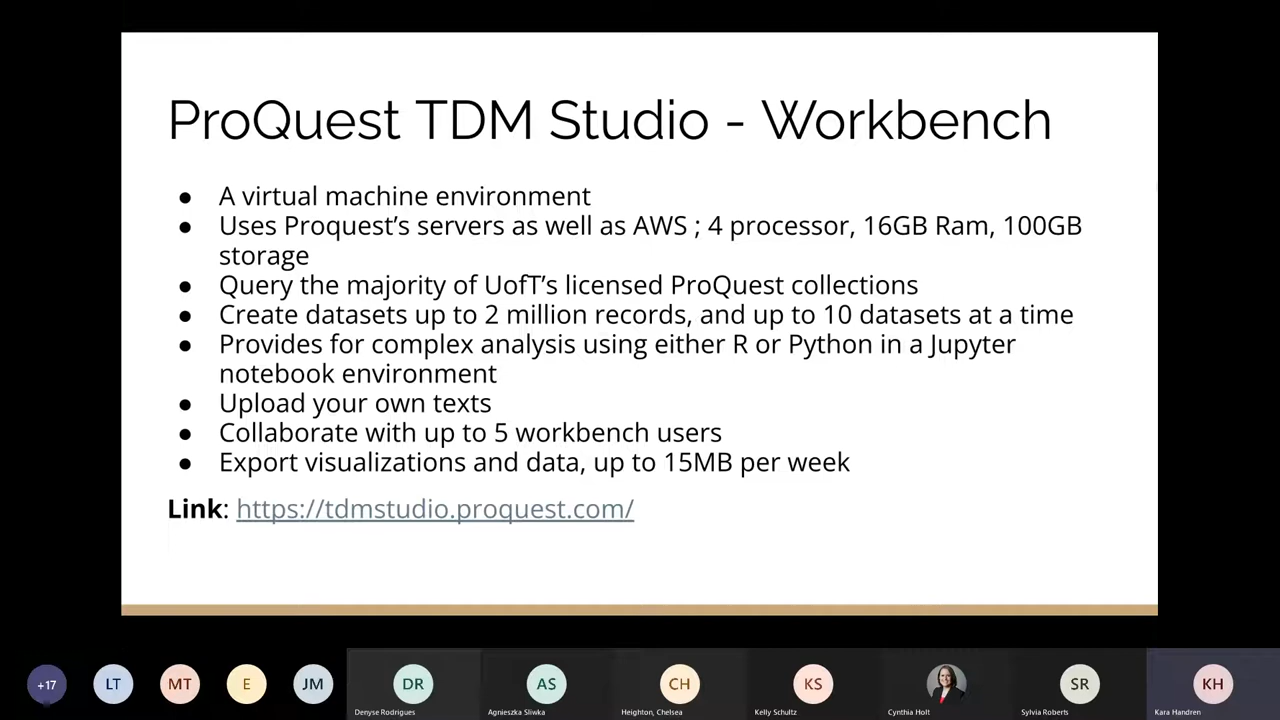 ProQuest TDM Studio - Workbench
● A virtual machine environment
● Uses Proquest's servers as well as AWS ; 4 processor, 16GB Ram, 100GB
storage
● Query the majority of UofT's licensed ProQuest collections
● Create datasets up to 2 million records, and up to 10 datasets at a time
● Provides for complex analysis using either R or Python in a Jupyter
notebook environment
● Upload your own texts
● Collaborate with up to 5 workbench users
● Export visualizations and data, up to 15MB per week
Link: https://tdmstudio.proquest.com/
+17 LT MT E JM DR AS CH KS SR KH
Denyse Rodrigues Agnieszka Sliwka Heighton, Chelsea Kelly Schultz Cynthia Holt Sylvia Roberts Kara Handren